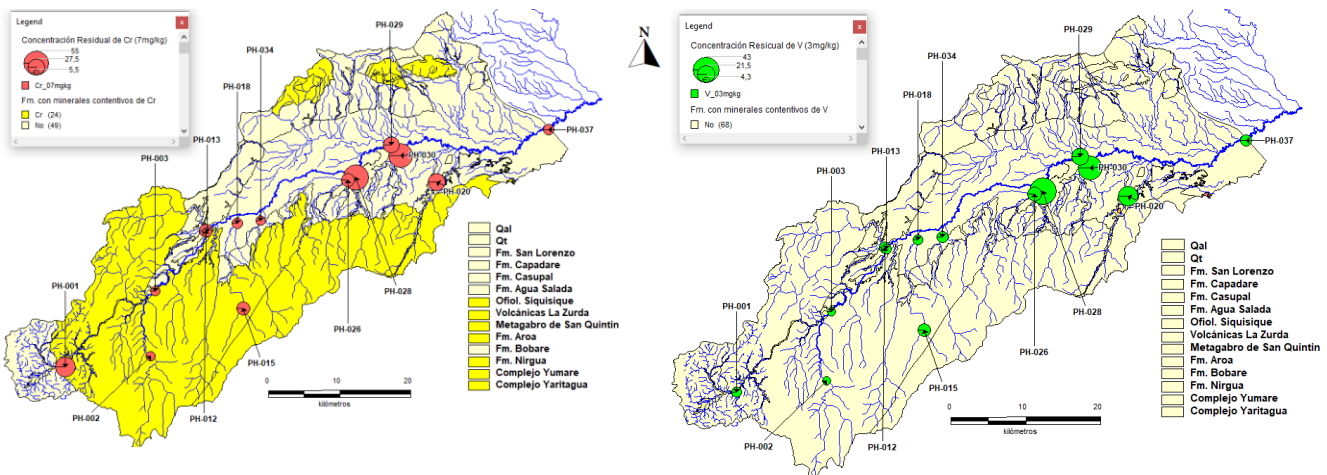 Legend
x
Concentración Residual de Cr (7mg/kg)
55
27,5
5,5
Cr_07mgkg
Fm. con minerales contentivos de Cr
Cr (24)
No (49)
PH-029
PH-034
PH-018
PH-013
PH-003
PH-037
PH-030
PH-020
PH-001
PH-028
PH-026
PH-015
PH-002
PH-012
Qal
Qt
Fm. San Lorenzo
Fm. Capadare
Fm. Casupal
Fm. Agua Salada
Ofiol. Siquisique
Volcánicas La Zurda
Metagabro de San Quintin
Fm. Aroa
Fm. Bobare
Fm. Nirgua
Complejo Yumare
Complejo Yaritagua
0 10 20
kilómetros
N
Legend
x
Concentración Resicual de V (3mg/kg)
43
21,5
4,3
V_03mgkg
Fm. con minerales contentivos de V
No (68)
PH-029
PH-034
PH-018
PH-013
PH-003
PH-037
PH-030
PH-020
PH-001
PH-028
PH-026
PH-015
PH-002
PH-012
Qal
Qt
Fm. San Lorenzo
Fm. Capadare
Fm. Casupal
Fm. Agua Salada
Ofiol. Siquisique
Volcánicas La Zurda
Metagabro de San Quintin
Fm. Aroa
Fm. Bobare
Fm. Nirgua
Complejo Yumare
Complejo Yaritagua
0 10 20
kilómetros